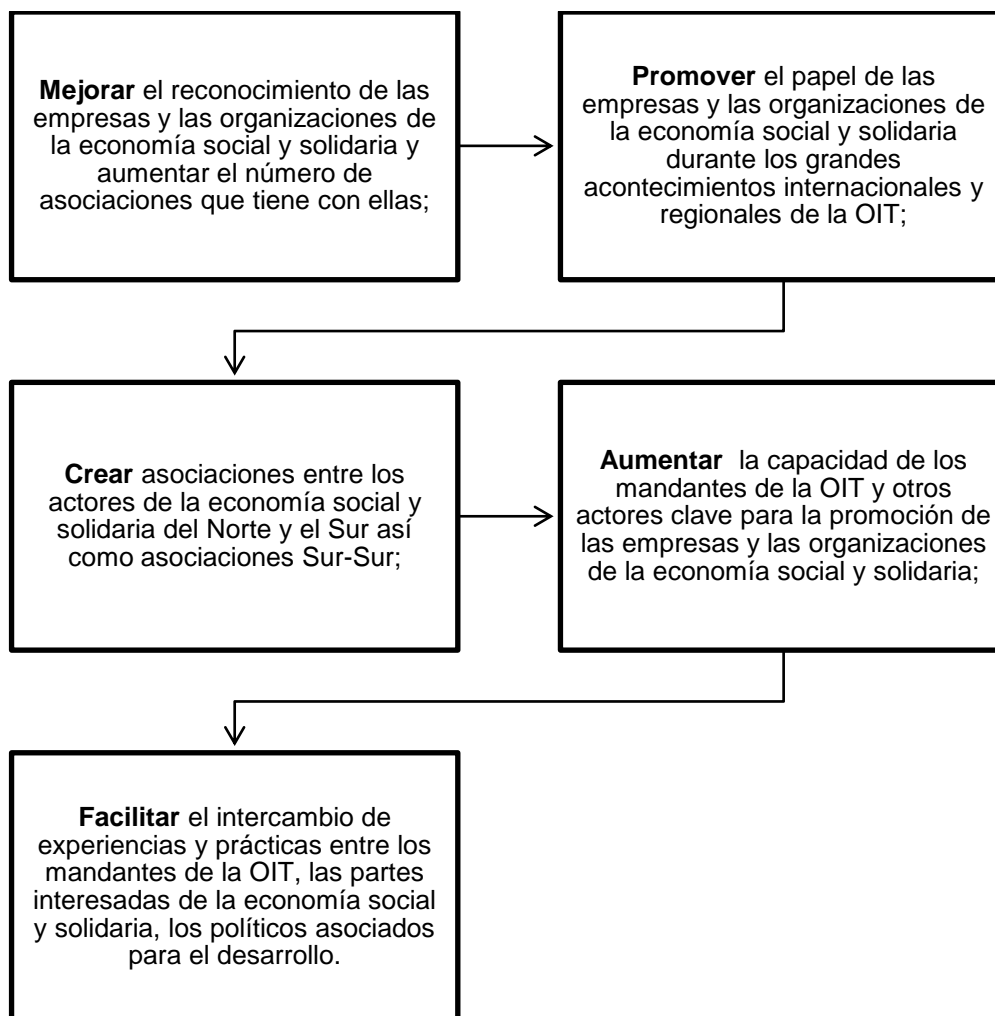 Mejorar el reconocimiento de las
empresas y las organizaciones de
la economía social y solidaria y
aumentar el número de
asociaciones que tiene con ellas;
Promover el papel de las
empresas y las organizaciones de
la economía social y solidaria
durante los grandes
acontecimientos internacionales y
regionales de la OIT;
Crear asociaciones entre los
actores de la economía social y
solidaria del Norte y el Sur así
como asociaciones Sur-Sur;
Aumentar la capacidad de los
mandantes de la OIT y otros
actores clave para la promoción de
las empresas y las organizaciones
de la economía social y solidaria;
Facilitar el intercambio de
experiencias y prácticas entre los
mandantes de la OIT, las partes
interesadas de la economía social
y solidaria, los políticos asociados
para el desarrollo.